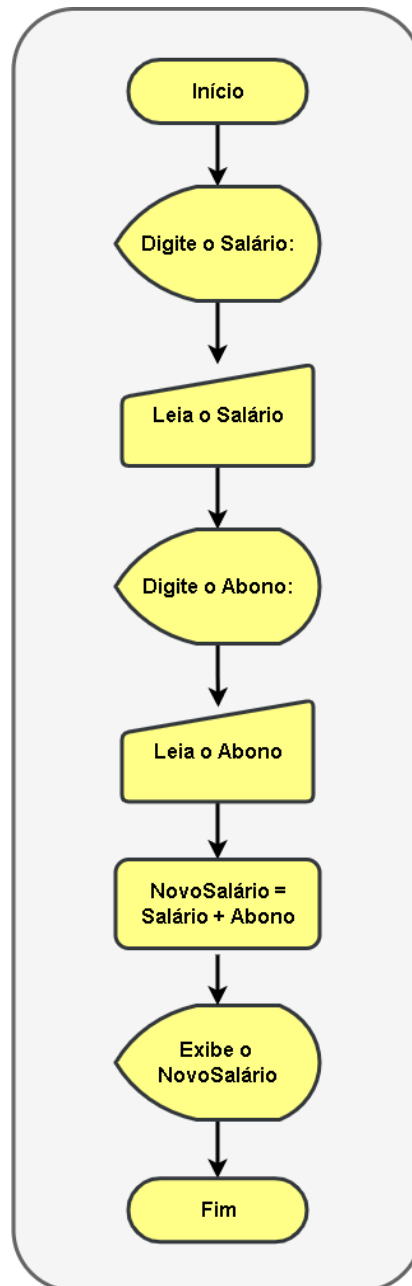 Início
Digite o Salário:
Leia o Salário
Digite o Abono:
Leia o Abono
NovoSalário =
Salário + Abono
Exibe o
NovoSalário
Fim